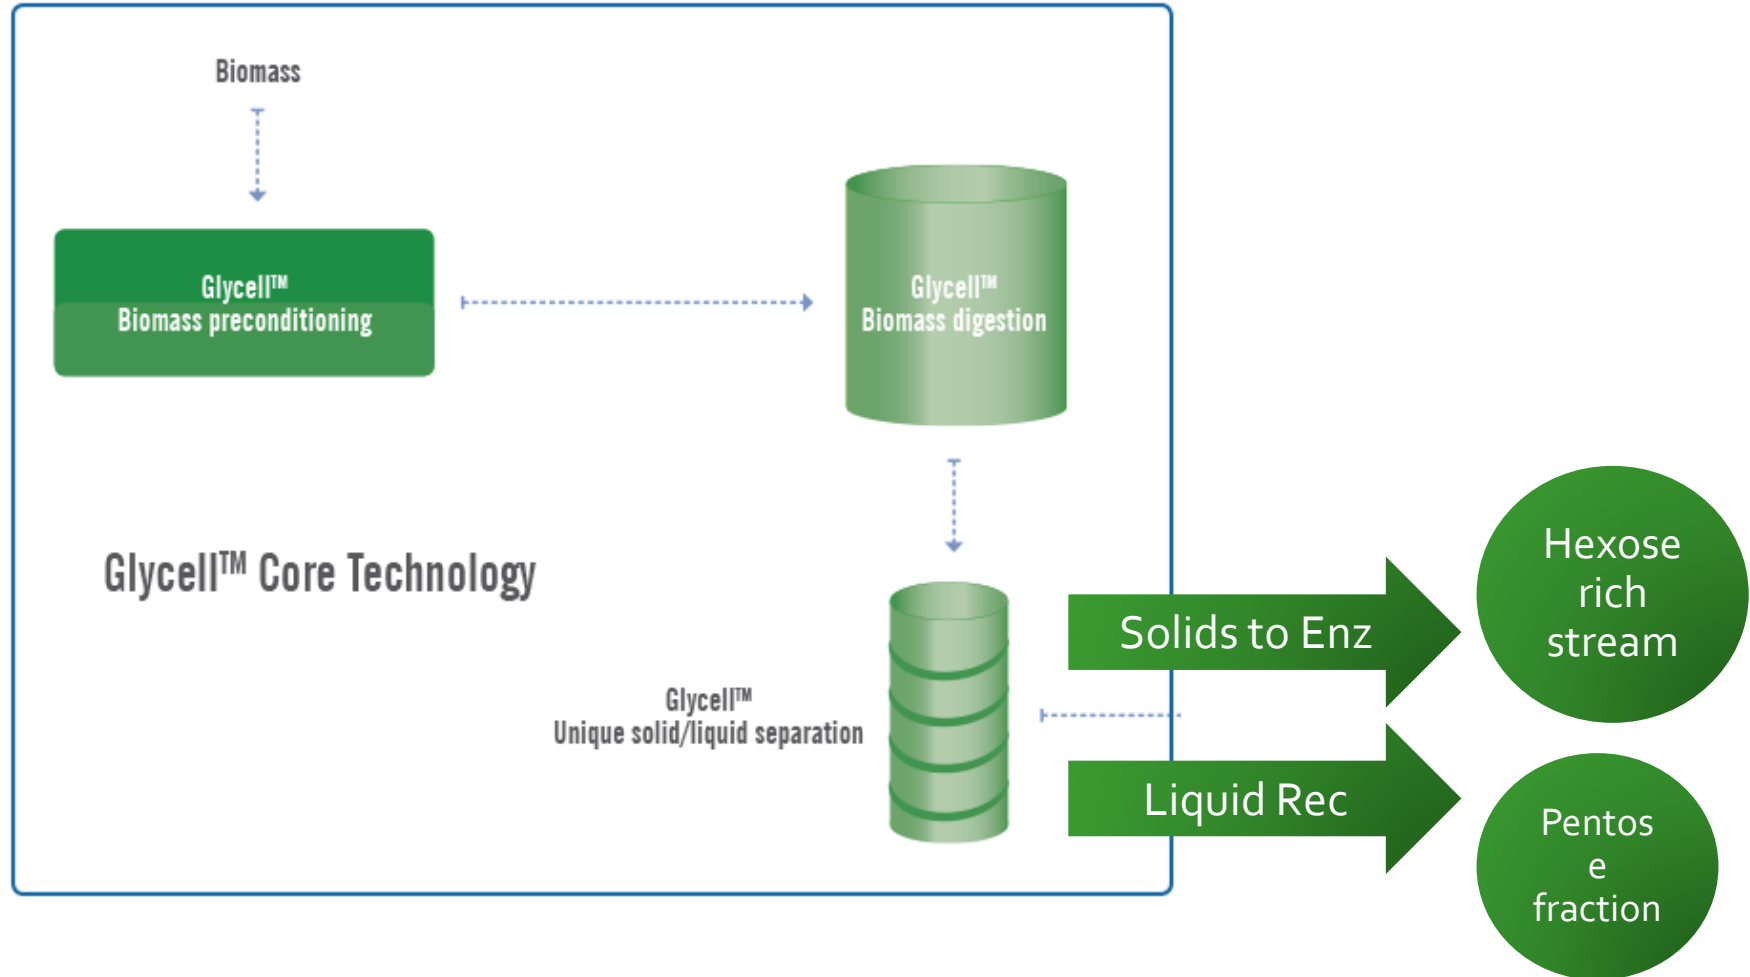 Biomass
Glycell™
Biomass preconditioning
Glycell™
Biomass digestion
Glycell™ Core Technology
Glycell™
Unique solid/liquid separation
Solids to Enz
Liquid Rec
Hexose
rich
stream
Pentos
e
fraction